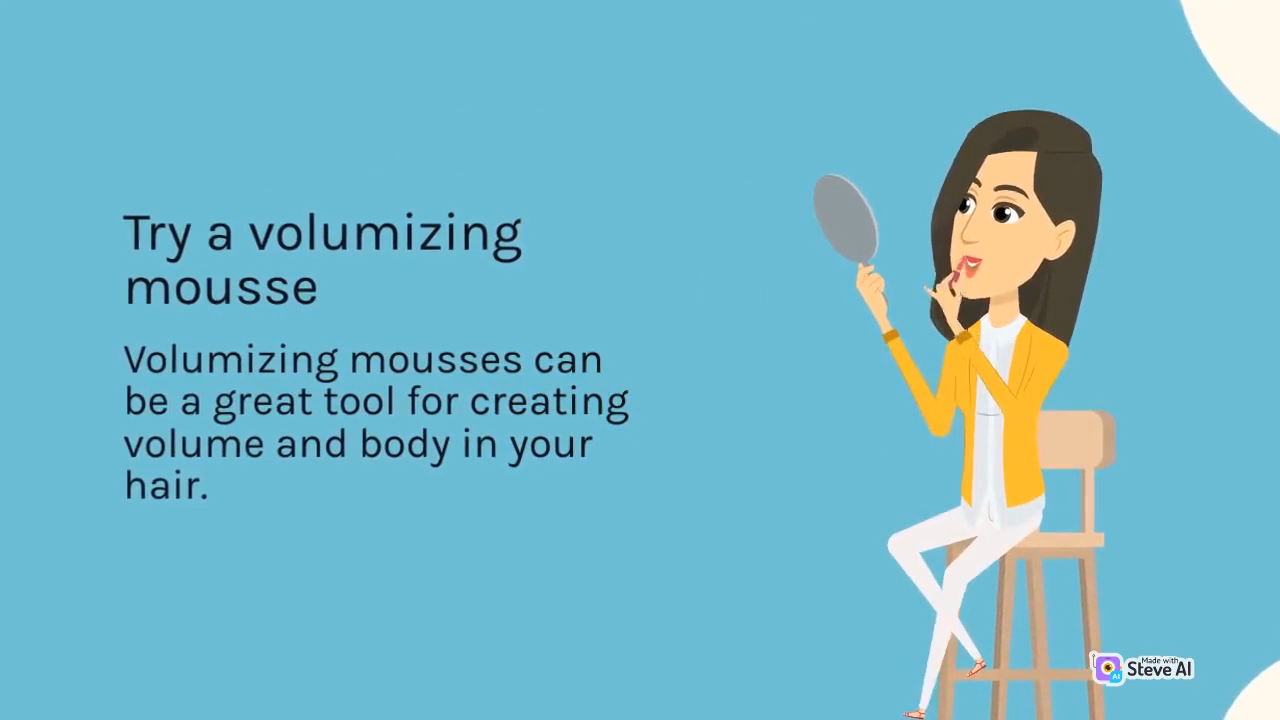 Try a volumizing
mousse
Volumizing mousses can
be a great tool for creating
volume and body in your
hair.
Made with
Steve AI
AI